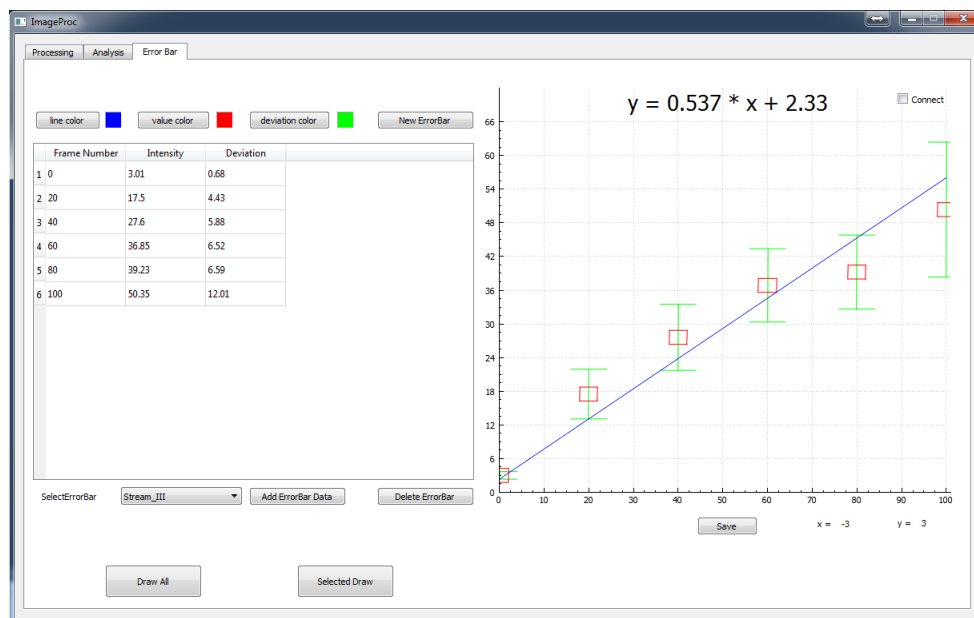 ImageProc
Processing Analysis Error Bar
line color value color deviation color New ErrorBar
Frame Number Intensity Deviation
1 0 3.01 0.68
2 20 17.5 4.43
3 40 27.6 5.88
4 60 36.85 6.52
5 80 39.23 6.59
6 100 50.35 12.01
SelectErrorBar Stream_III Add ErrorBar Data Delete ErrorBar
Draw All Selected Draw
y = 0.537 * x + 2.33
Connect
66
60
54
48
42
36
30
24
18
12
6
0
0 10 20 30 40 50 60 70 80 90 100
Save x = -3 y = 3